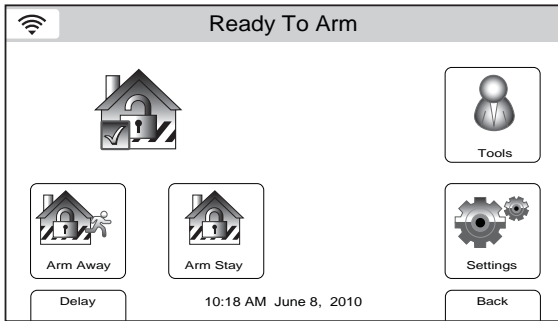 Ready To Arm
Tools
Arm Away
Arm Stay
Settings
Delay
10:18 AM June 8, 2010
Back